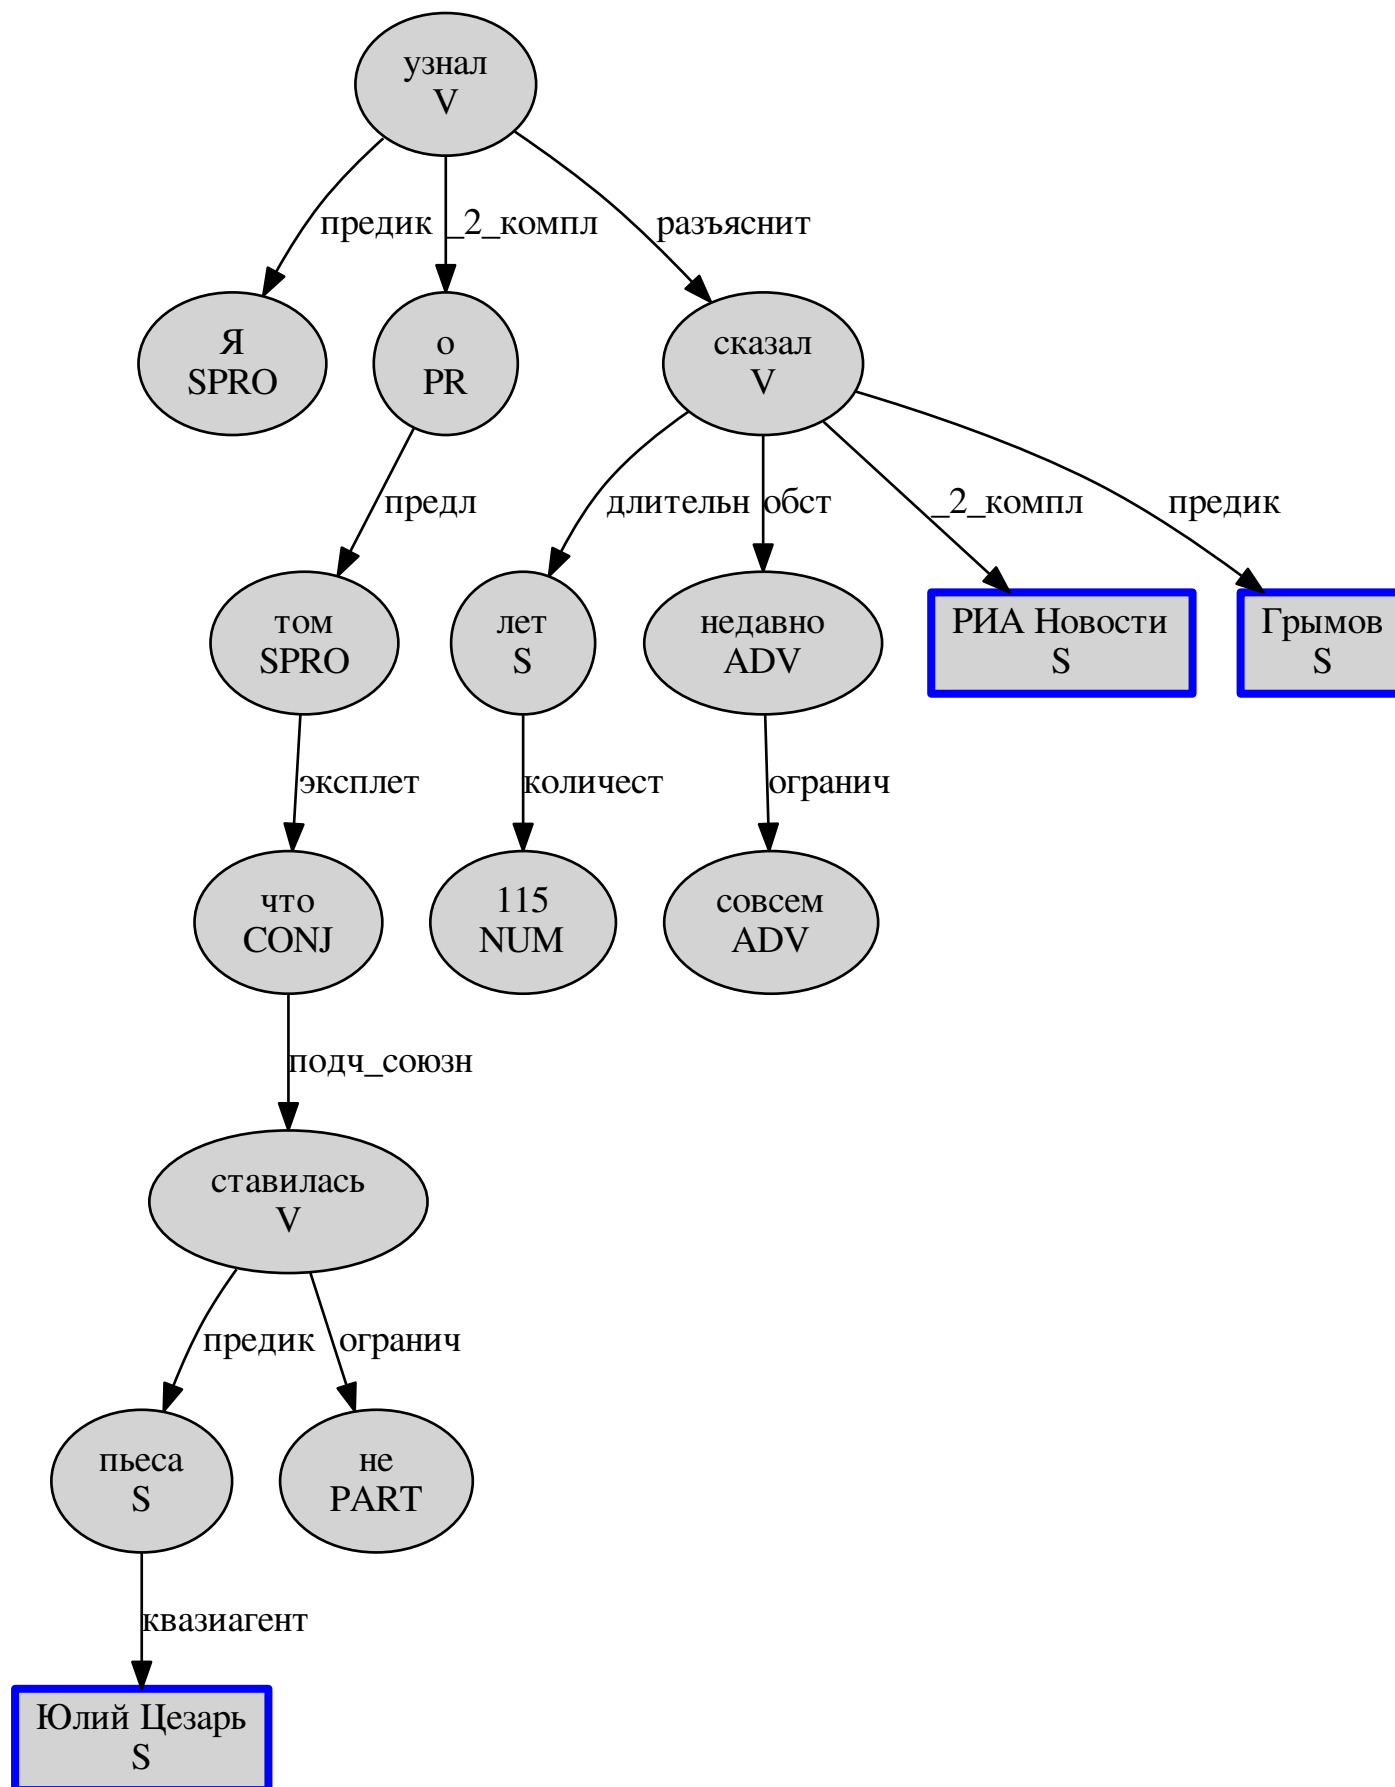 узнал
V
предик
_2_компл
разъяснит
Я
SPRO
о
PR
сказал
V
предл
длительн
обст
_2_компл
предик
том
SPRO
лет
S
недавно
ADV
РИА Новости
S
Грымов
S
эксплет
количест
огранич
что
CONJ
115
NUM
совсем
ADV
подч_союзн
ставилась
V
предик
огранич
пьеса
S
не
PART
квазиагент
Юлий Цезарь
S